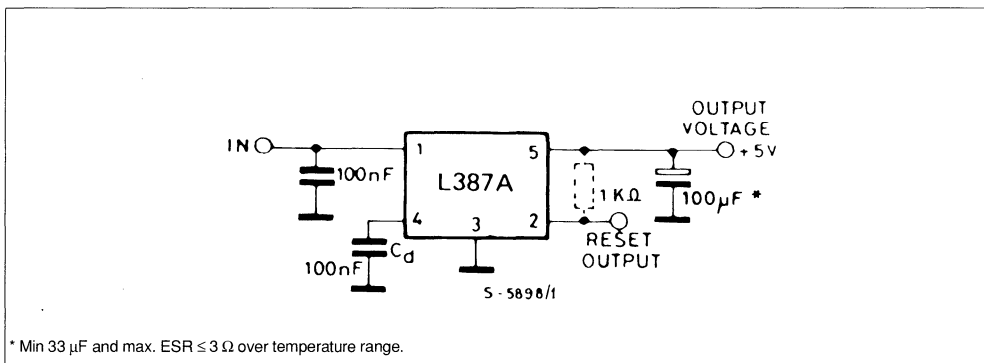 OUTPUT
VOLTAGE
IN
1
5
+5V
100nF
L387A
1KΩ
100µF *
4
3
2
Cd
RESET
OUTPUT
100nF
S-5898/1
* Min 33 µF and max. ESR ≤ 3 Ω over temperature range.